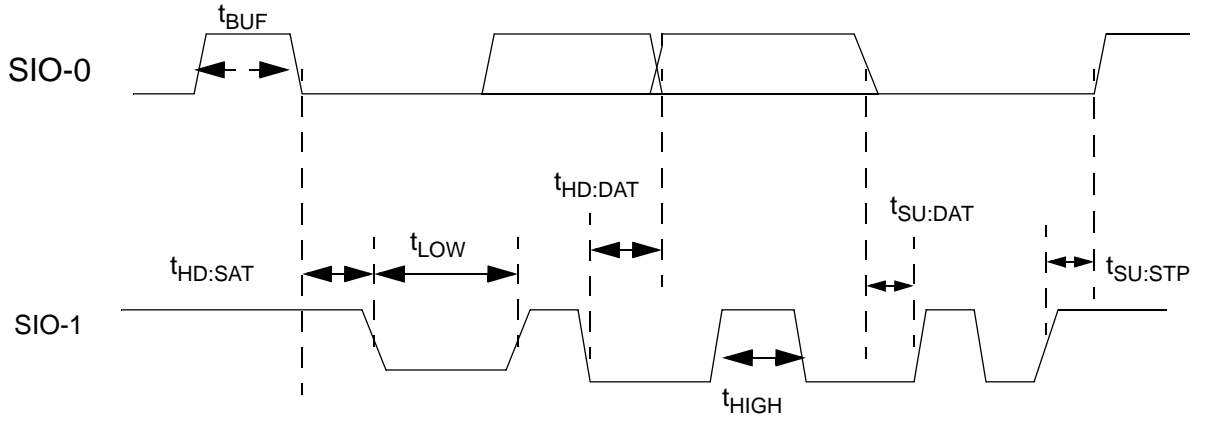 tBUF
SIO-0
tHD:DAT
tSU:DAT
tLOW
tHD:SAT
tSU:STP
SIO-1
tHIGH